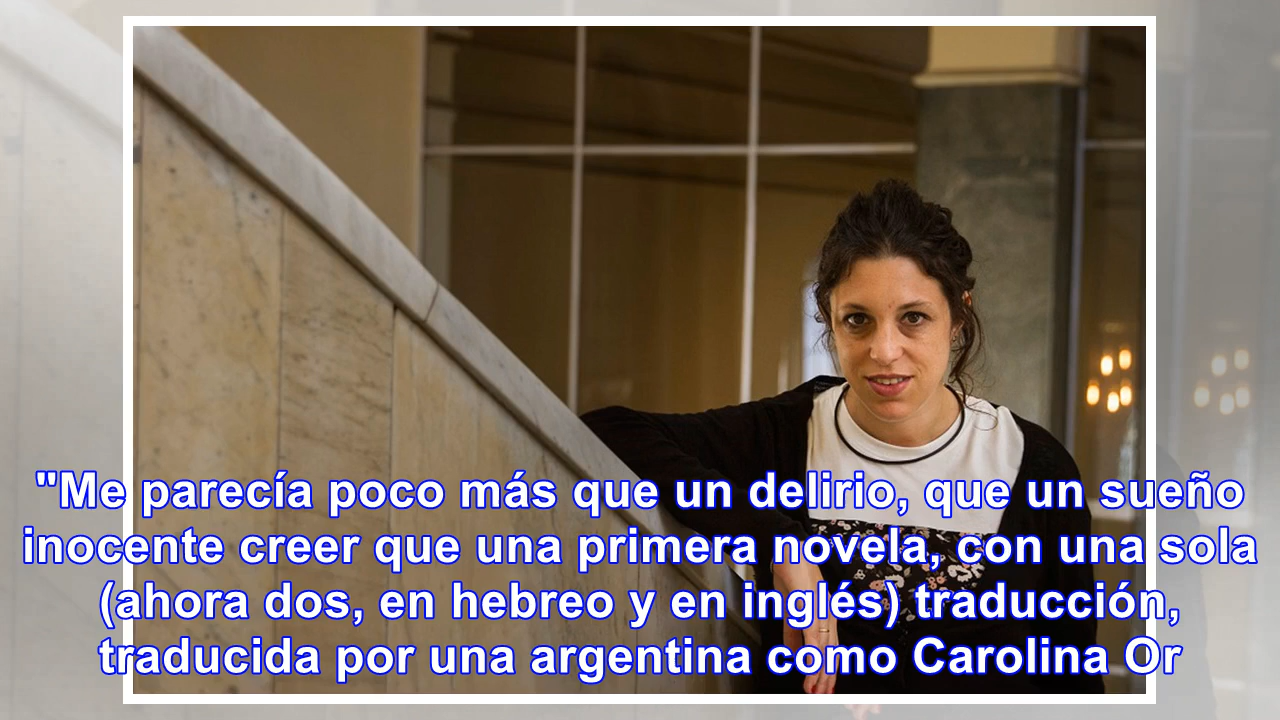 "Me parecía poco más que un delirio, que un sueño
inocente creer que una primera novela, con una sola
(ahora dos, en hebreo y en inglés) traducción,
traducida por una argentina como Carolina Or